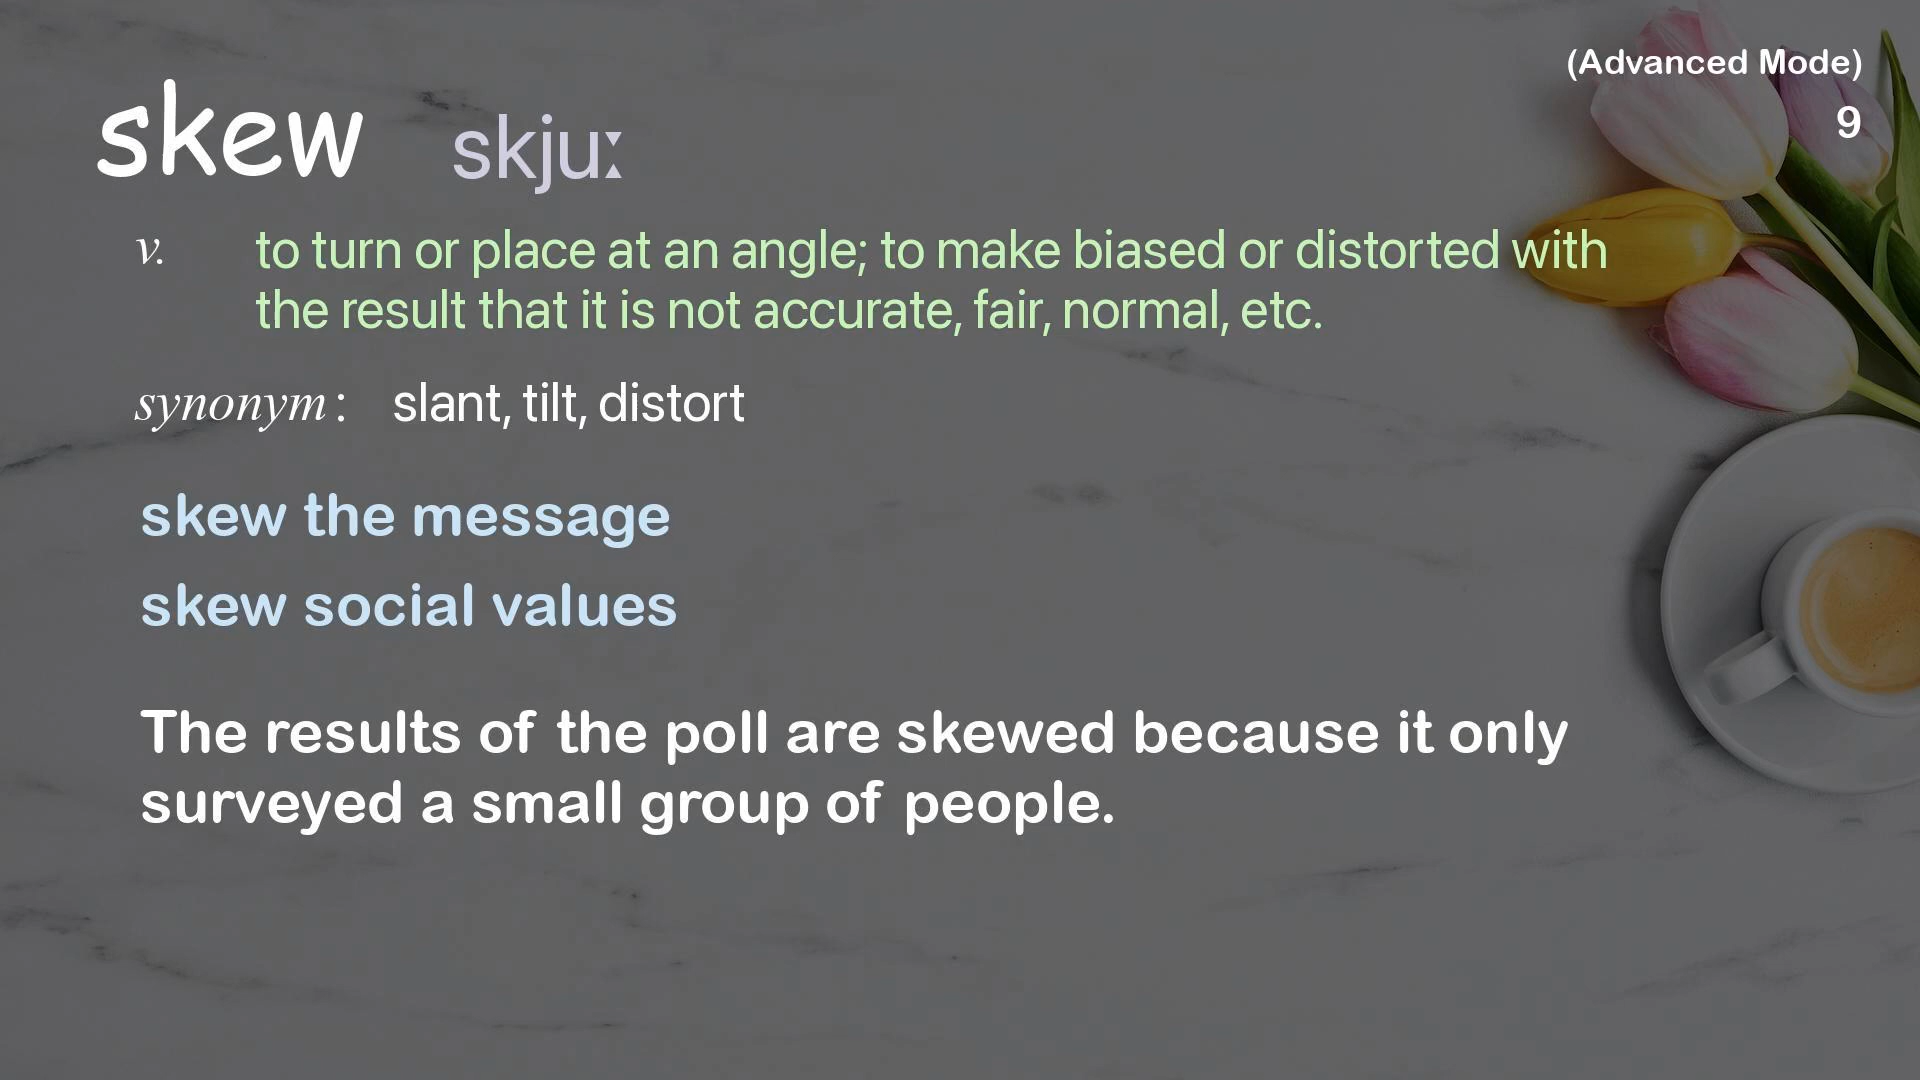 (Advanced Mode)
9
skew skjuː
v. to turn or place at an angle; to make biased or distorted with
the result that it is not accurate, fair, normal, etc.
synonym: slant, tilt, distort
skew the message
skew social values
The results of the poll are skewed because it only
surveyed a small group of people.